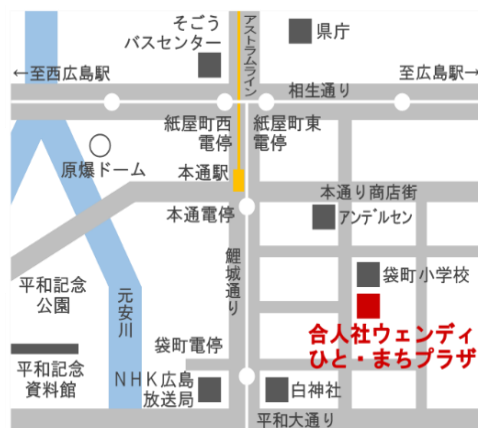 そごう
バスセンター
アストラムライン
県庁
←至西広島駅
至広島駅→
相生通り
紙屋町西
電停
紙屋町東
電停
原爆ドーム
本通駅
本通り商店街
本通電停
アンデルセン
鯉城通り
袋町小学校
平和記念
公園
元安川
合人社ウェンディ
ひと・まちプラザ
袋町電停
平和記念
資料館
NHK広島
放送局
白神社
平和大通り